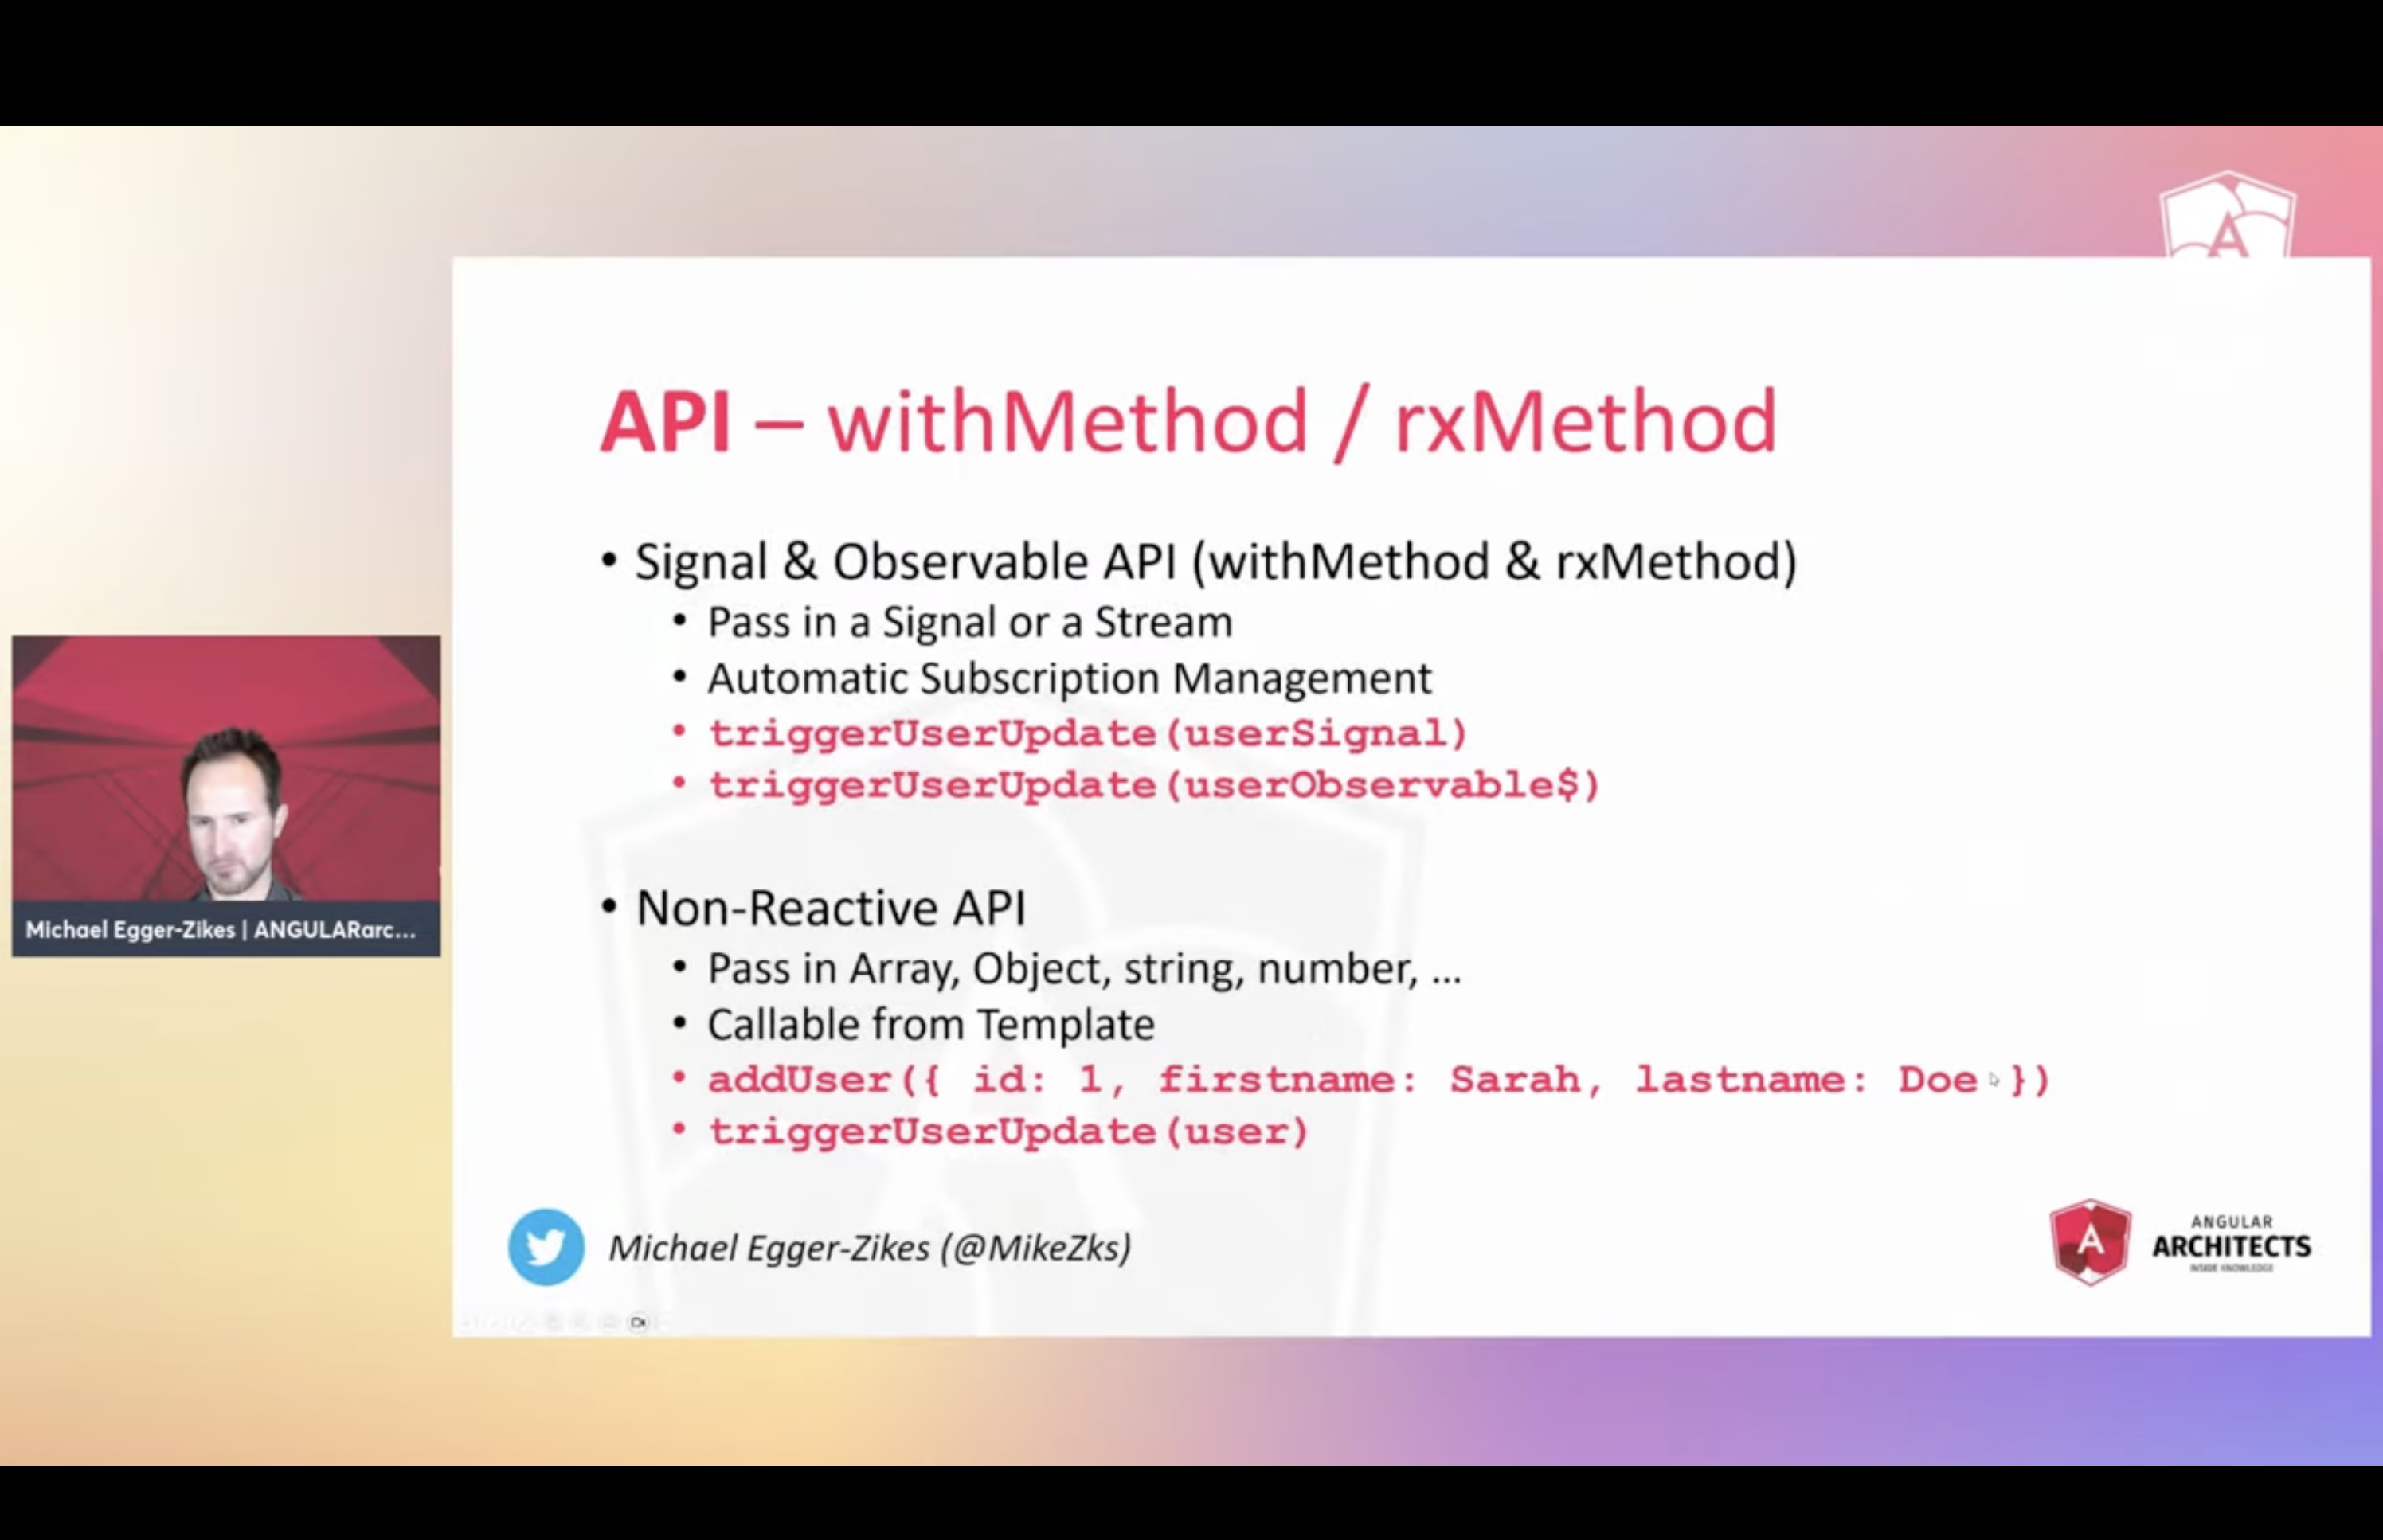 A
API – withMethod / rxMethod
• Signal & Observable API (withMethod & rxMethod)
• Pass in a Signal or a Stream
• Automatic Subscription Management
• triggerUserUpdate(userSignal)
• triggerUserUpdate(userObservable$)
• Non-Reactive API
• Pass in Array, Object, string, number, ...
• Callable from Template
• addUser({ id: 1, firstname: Sarah, lastname: Doe })
• triggerUserUpdate(user)
Michael Egger-Zikes | ANGULARarc...
Michael Egger-Zikes (@MikeZks)
A
ANGULAR
ARCHITECTS
INSIDE KNOWLEDGE